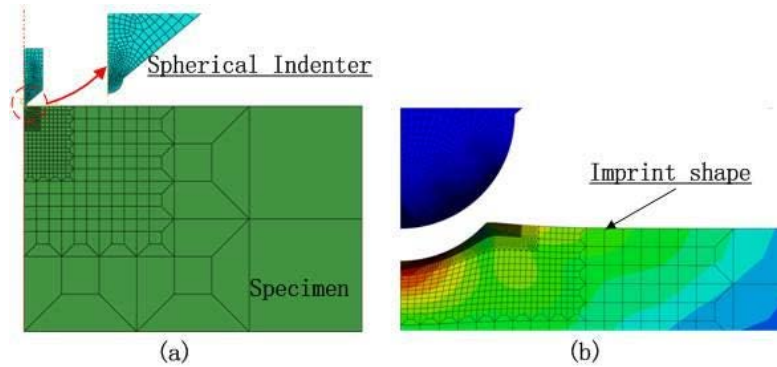 Spherical Indenter
Imprint shape
Specimen
(a)
(b)